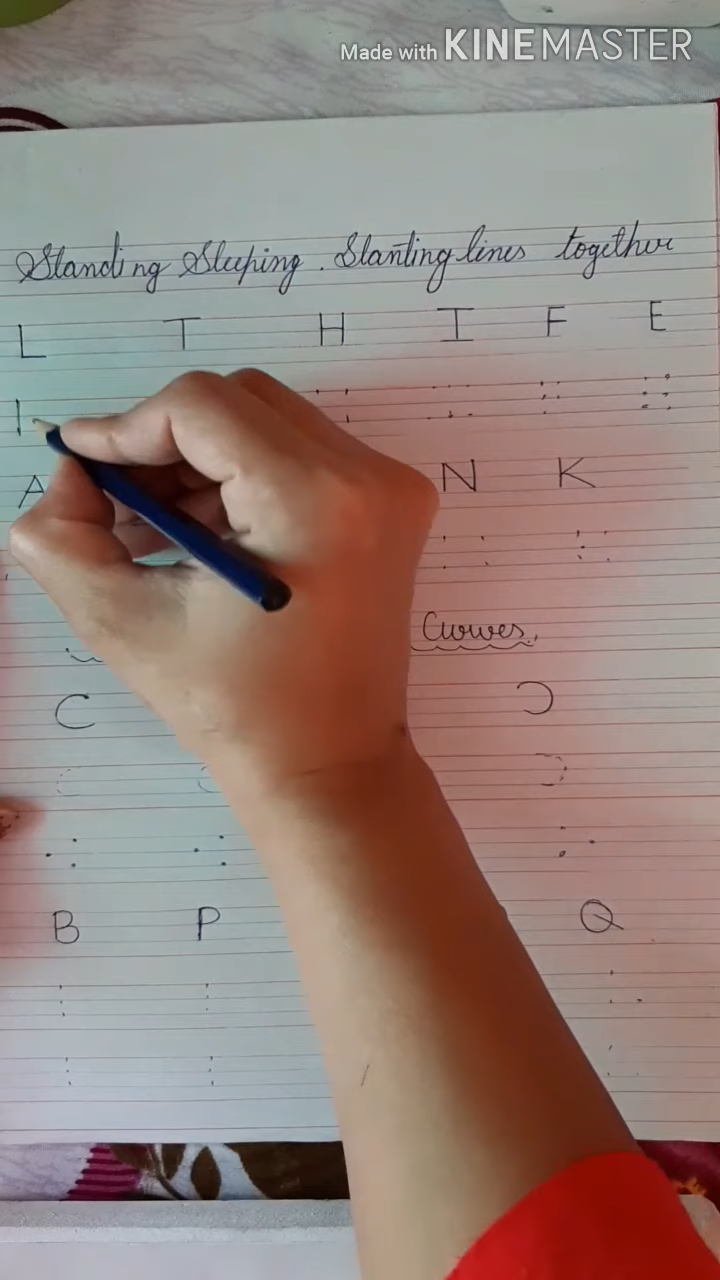 Made with KINEMASTER
Standing Sleeping. Slanting lines together
L T H I F E
A N K
Curves.
C Ɔ
B P Q